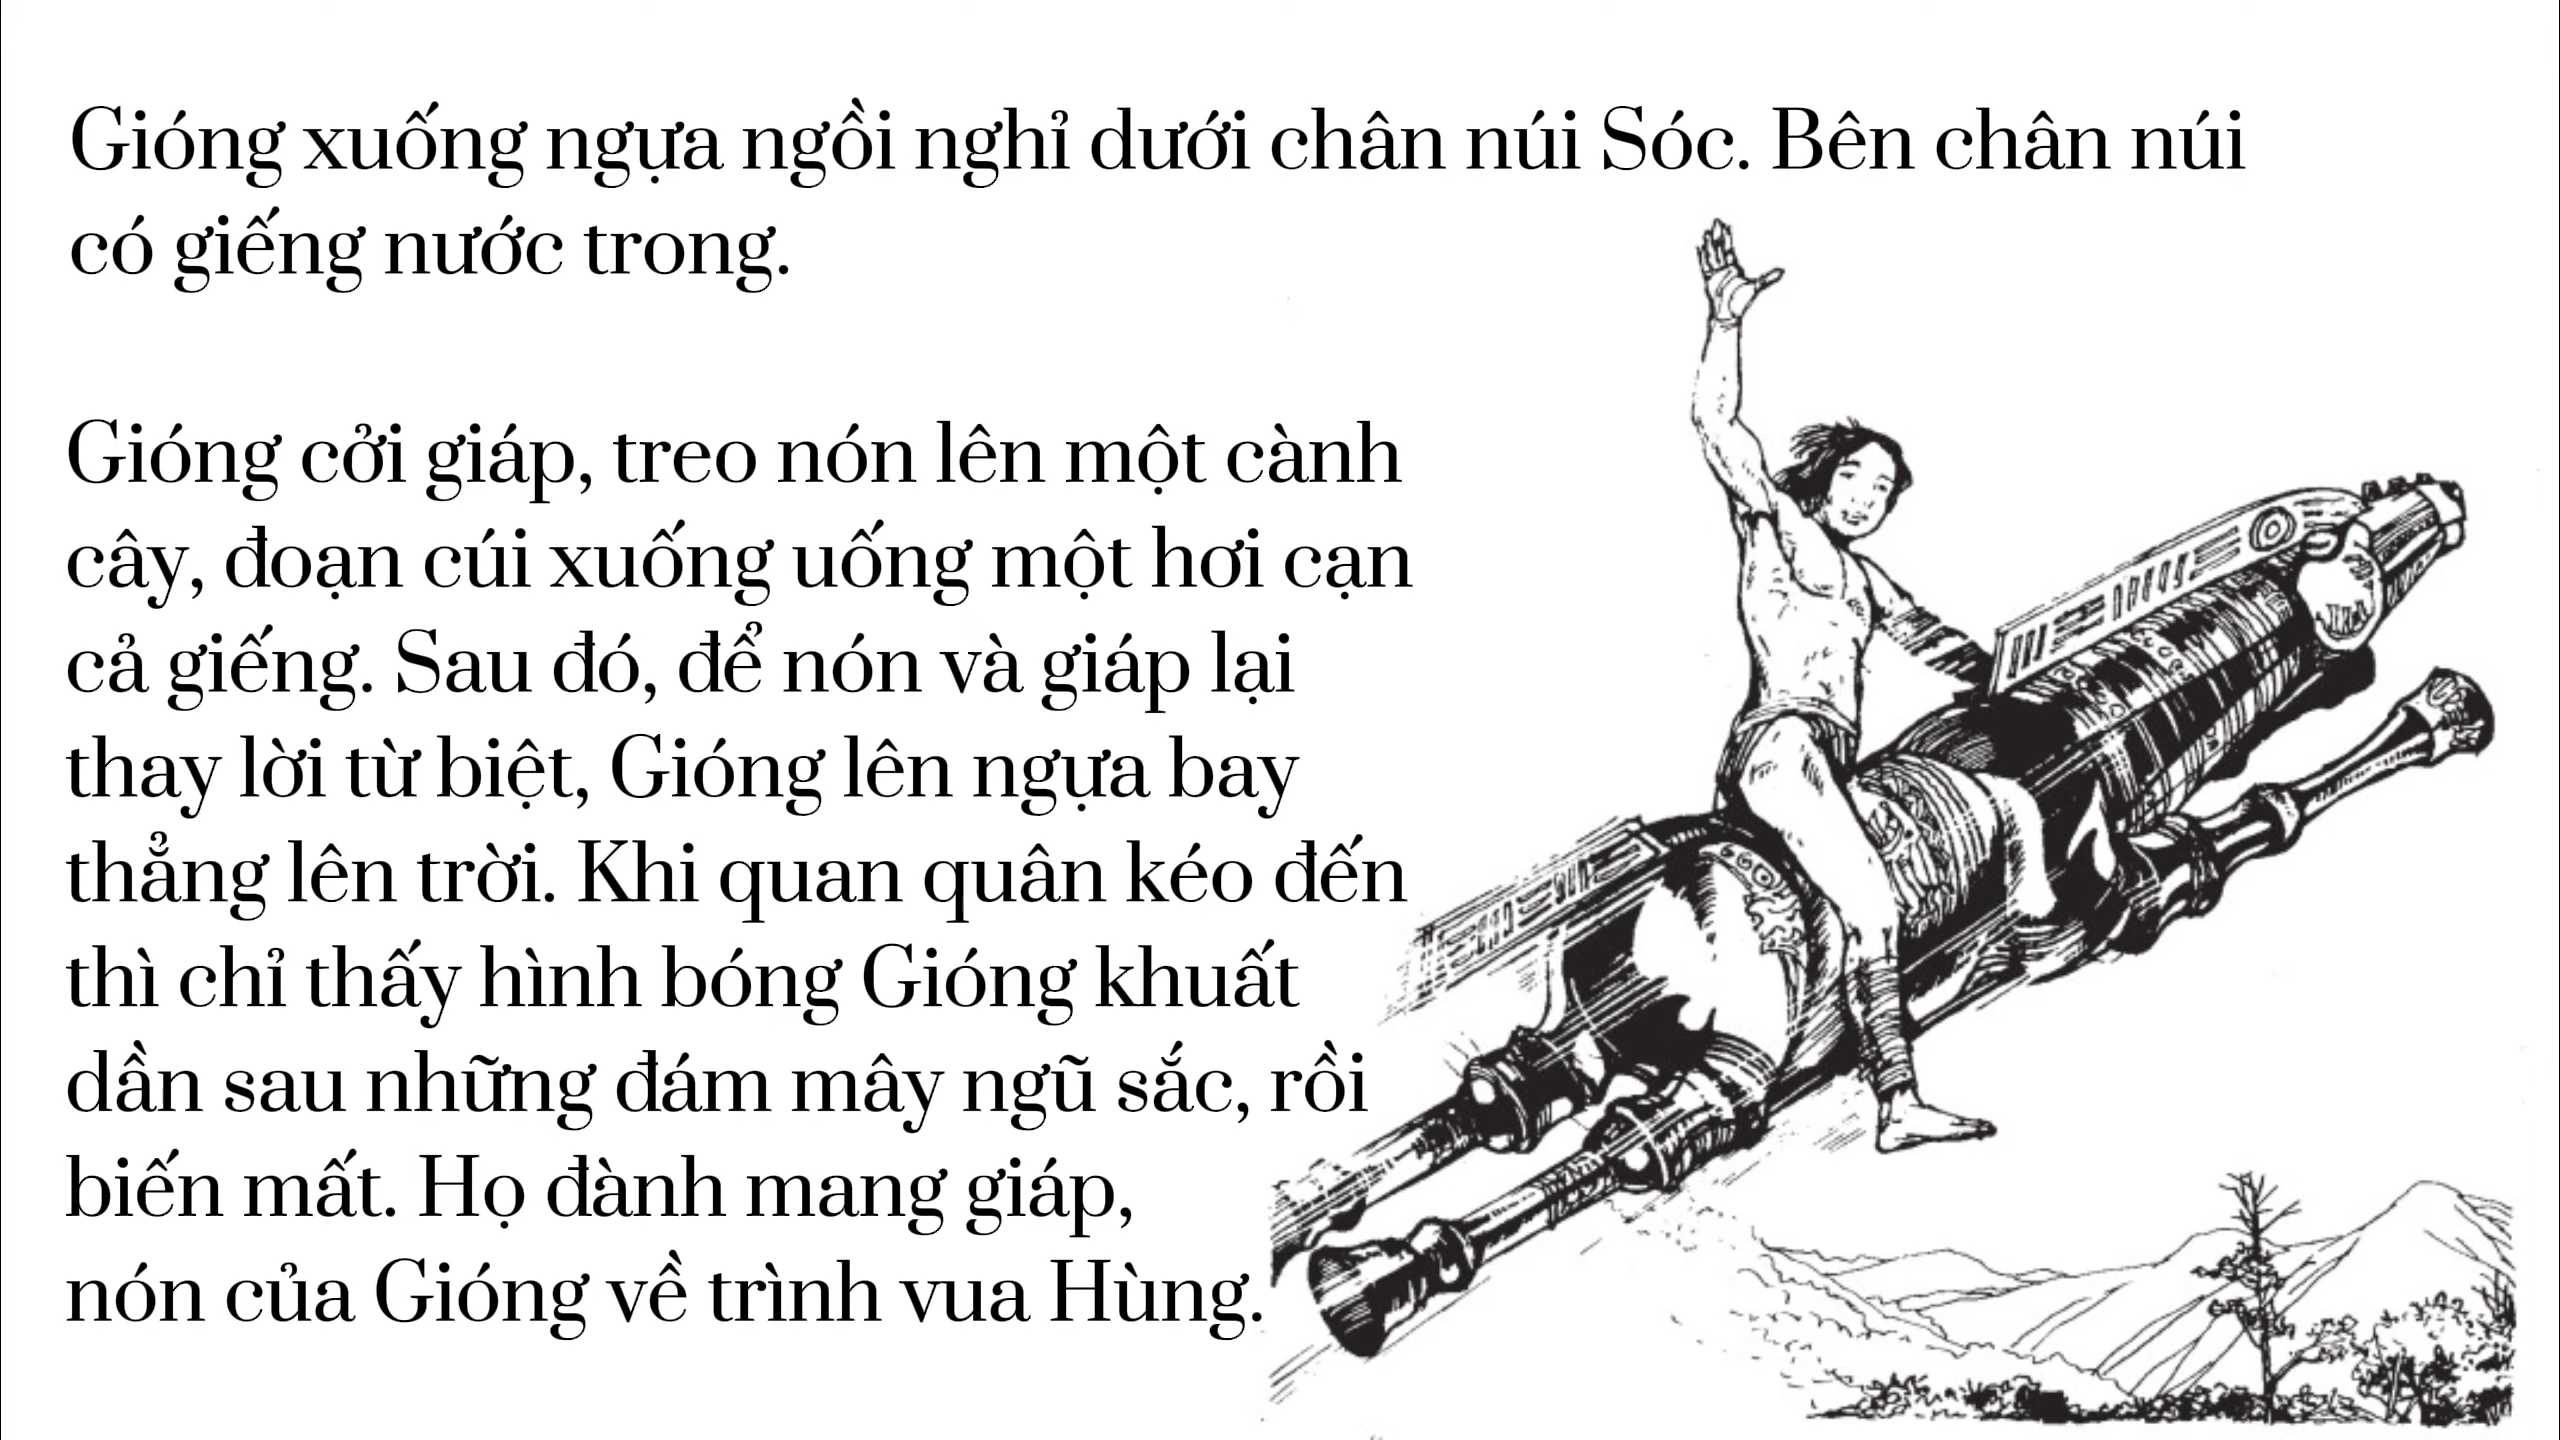 Gióng xuống ngựa ngồi nghỉ dưới chân núi Sóc. Bên chân núi
có giếng nước trong.
Gióng cởi giáp, treo nón lên một cành
cây, đoạn cúi xuống uống một hơi cạn
cả giếng. Sau đó, để nón và giáp lại
thay lời từ biệt, Gióng lên ngựa bay
thẳng lên trời. Khi quan quân kéo đến
thì chỉ thấy hình bóng Gióng khuất
dần sau những đám mây ngũ sắc, rồi
biến mất. Họ đành mang giáp,
nón của Gióng về trình vua Hùng.